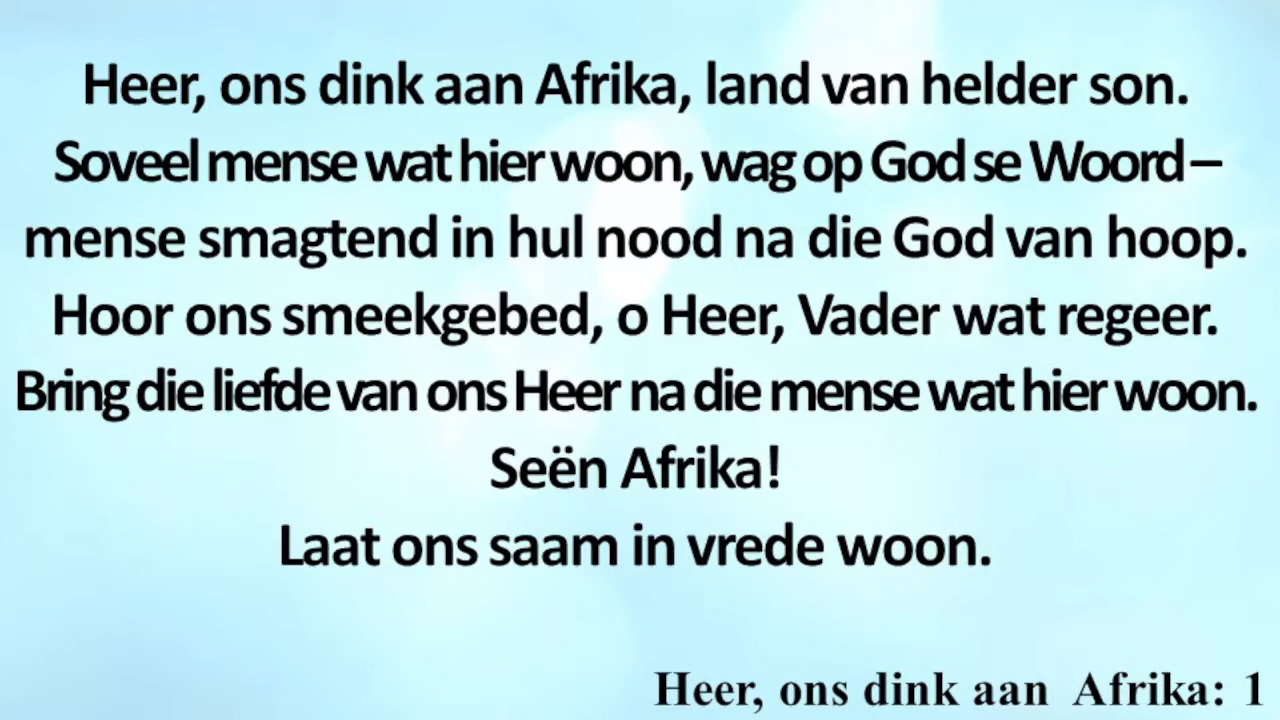 Heer, ons dink aan Afrika, land van helder son.
Soveel mense wat hier woon, wag op God se Woord –
mense smagtend in hul nood na die God van hoop.
Hoor ons smeekgebed, o Heer, Vader wat regeer.
Bring die liefde van ons Heer na die mense wat hier woon.
Seën Afrika!
Laat ons saam in vrede woon.
Heer, ons dink aan Afrika: 1